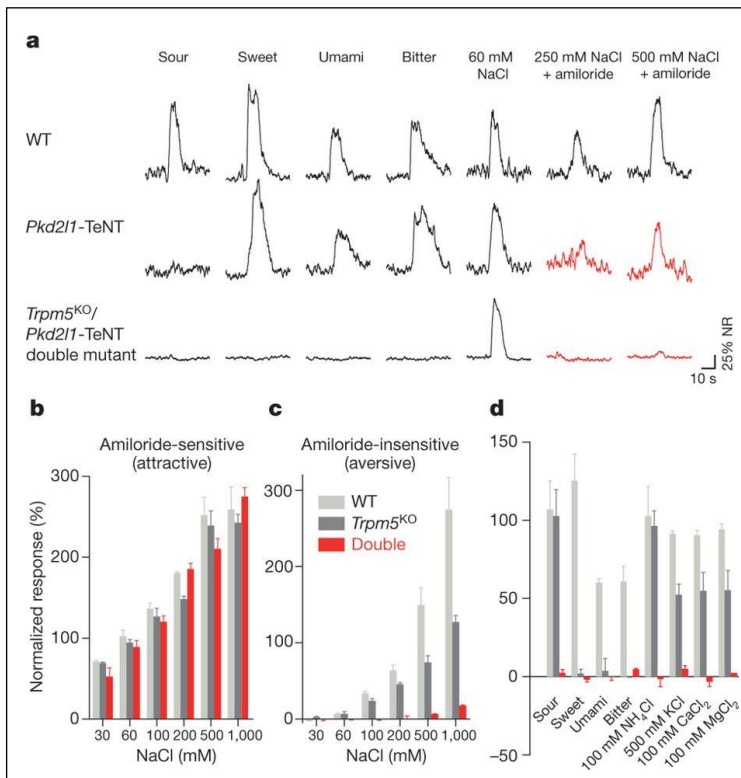 a
Sour Sweet Umami Bitter 60 mM NaCl 250 mM NaCl + amiloride 500 mM NaCl + amiloride
WT
Pkd2l1-TeNT
Trpm5KO/
Pkd2l1-TeNT
double mutant
25% NR
10 s
b
Amiloride-sensitive
(attractive)
Normalized response (%)
300
200
100
0
30 60 100 200 500 1,000
NaCl (mM)
c
Amiloride-insensitive
(aversive)
WT
Trpm5KO
Double
300
200
100
0
30 60 100 200 500 1,000
NaCl (mM)
d
150
100
50
0
–50
Sour
Sweet
Umami
Bitter
100 mM NH4Cl
500 mM KCl
100 mM CaCl2
100 mM MgCl2